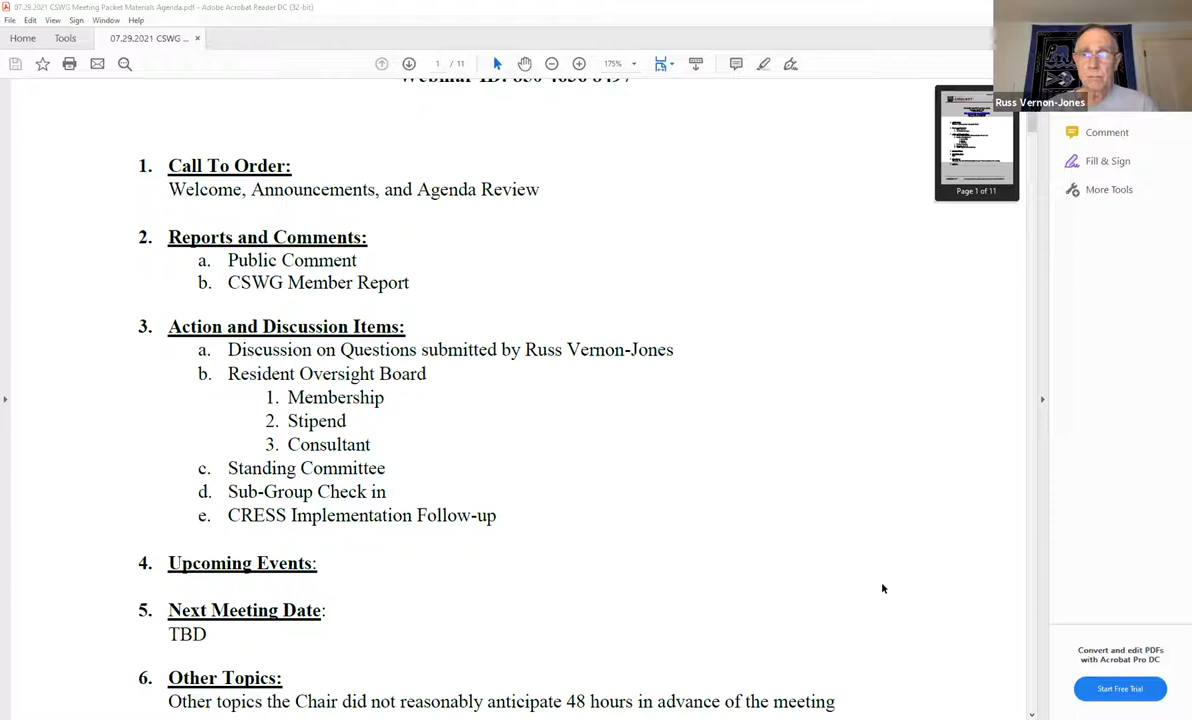 07.29.2021 CSWG Meeting Packet Materials Agenda.pdf - Adobe Acrobat Reader DC (32-bit)
File Edit View Sign Window Help
Home Tools 07.29.2021 CSWG ... ×
1 / 11 175%
Russ Vernon-Jones
1. Call To Order:
Welcome, Announcements, and Agenda Review
2. Reports and Comments:
a. Public Comment
b. CSWG Member Report
3. Action and Discussion Items:
a. Discussion on Questions submitted by Russ Vernon-Jones
b. Resident Oversight Board
1. Membership
2. Stipend
3. Consultant
c. Standing Committee
d. Sub-Group Check in
e. CRESS Implementation Follow-up
4. Upcoming Events:
5. Next Meeting Date:
TBD
6. Other Topics:
Other topics the Chair did not reasonably anticipate 48 hours in advance of the meeting
Page 1 of 11
Comment
Fill & Sign
More Tools
Convert and edit PDFs
with Acrobat Pro DC
Start Free Trial